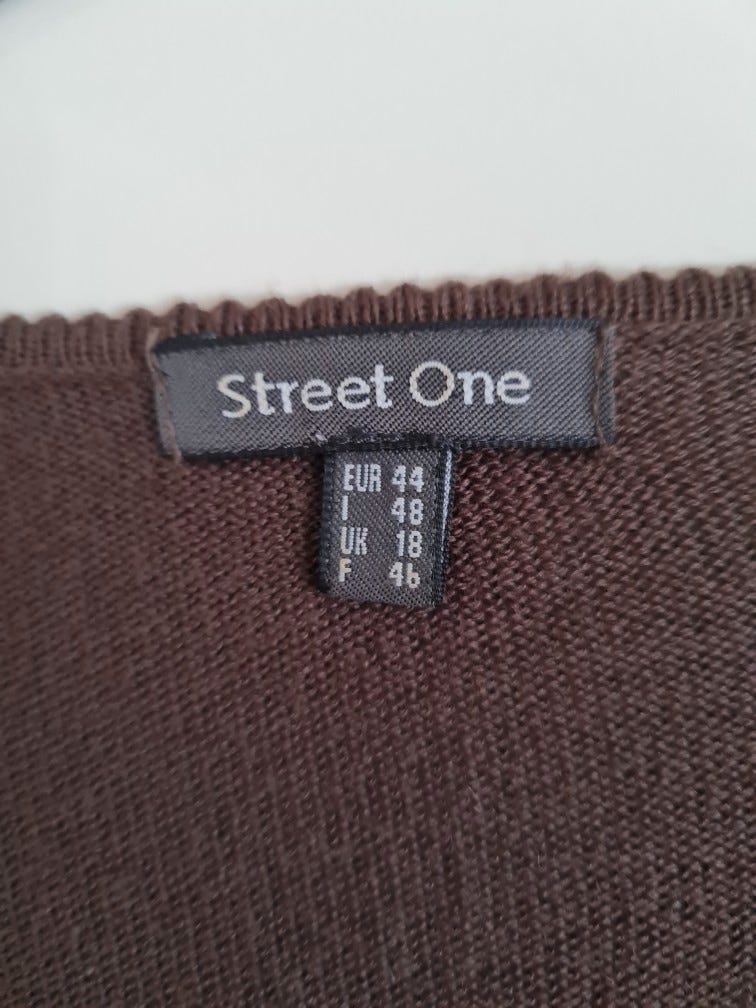 Street One
EUR 44
I 48
UK 18
F 46